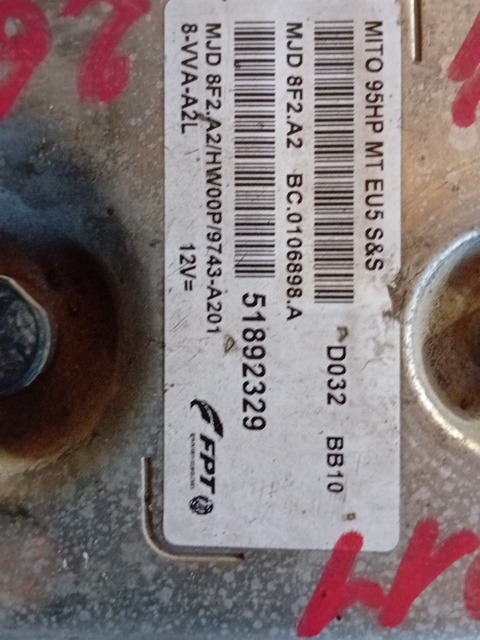 MITO 95HP MT EU5 S&S
D032 BB10
MJD 8F2.A2 BC.0106898.A
51892329
MJD 8F2.A2/HW00P/9743-A201
8-VVA-A2L 12V=
FPT